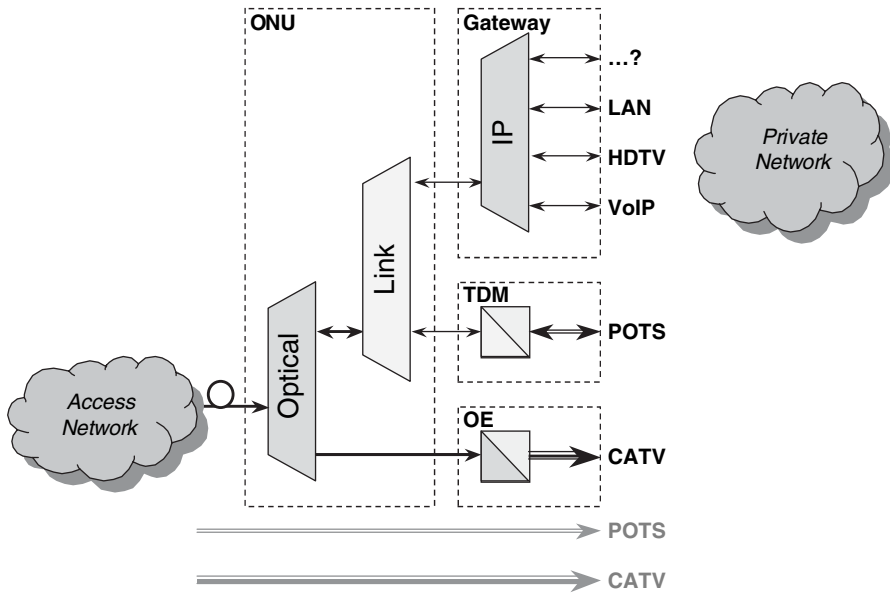 ONU
Gateway
...?
LAN
HDTV
VoIP
IP
Private
Network
Link
TDM
POTS
Optical
Access
Network
OE
CATV
POTS
CATV